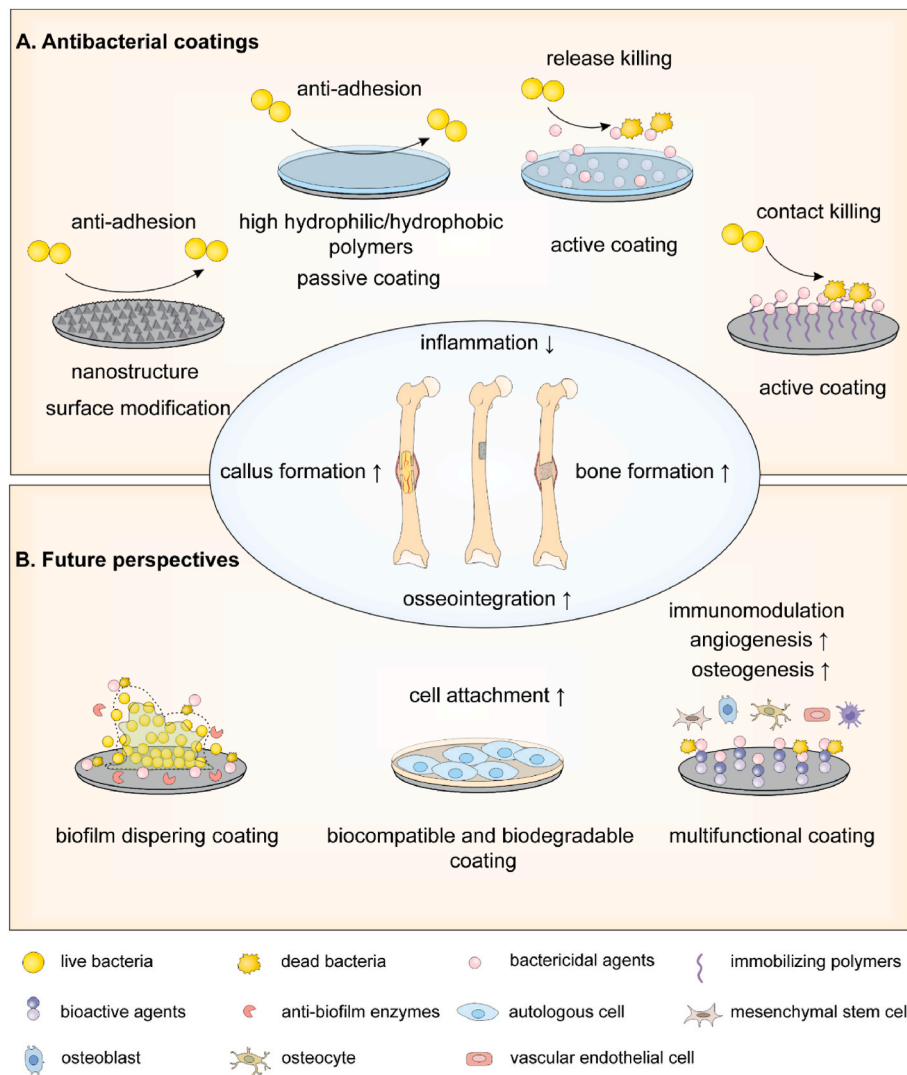 A. Antibacterial coatings
release killing
anti-adhesion
anti-adhesion
high hydrophilic/hydrophobic
polymers
passive coating
active coating
contact killing
nanostructure
surface modification
active coating
inflammation ↓
callus formation ↑
bone formation ↑
osseointegration ↑
B. Future perspectives
immunomodulation
angiogenesis ↑
osteogenesis ↑
cell attachment ↑
biofilm dispering coating
biocompatible and biodegradable
coating
multifunctional coating
live bacteria
dead bacteria
bactericidal agents
immobilizing polymers
bioactive agents
anti-biofilm enzymes
autologous cell
mesenchymal stem cel
osteoblast
osteocyte
vascular endothelial cell